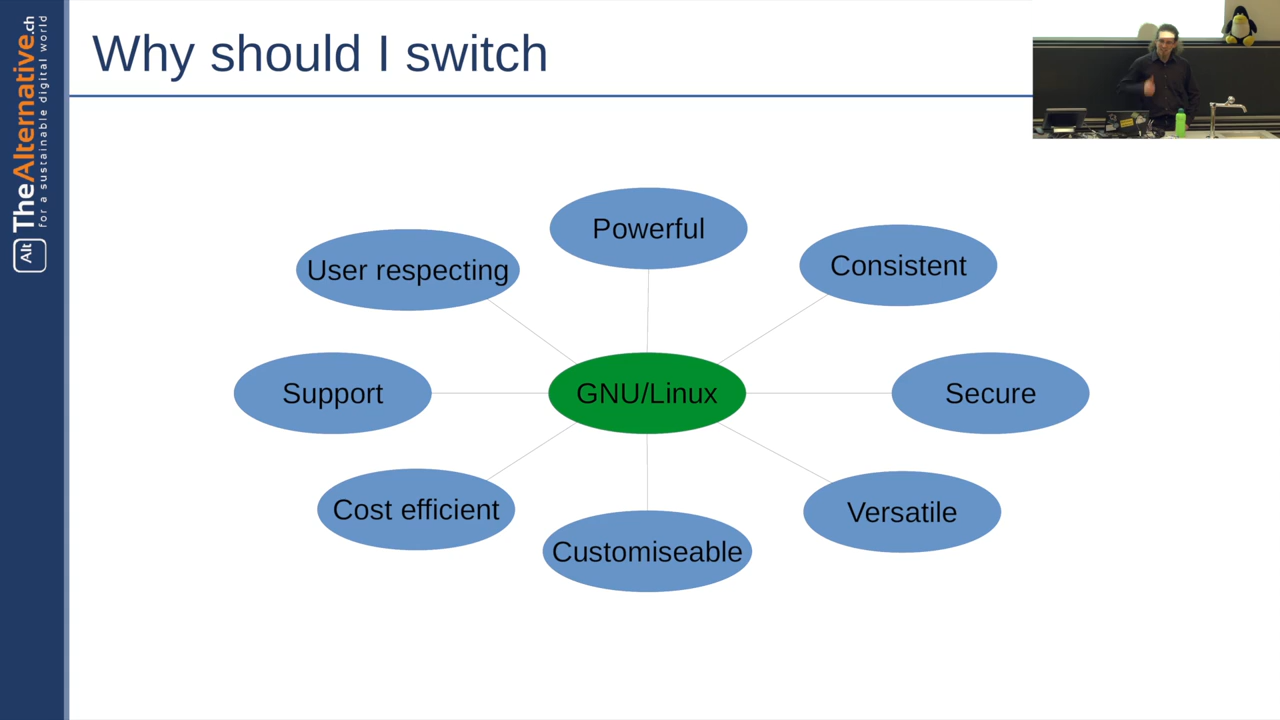 Why should I switch
TheAlternative.ch
for a sustainable digital world
Alt
Powerful
User respecting
Consistent
Support
GNU/Linux
Secure
Cost efficient
Versatile
Customiseable